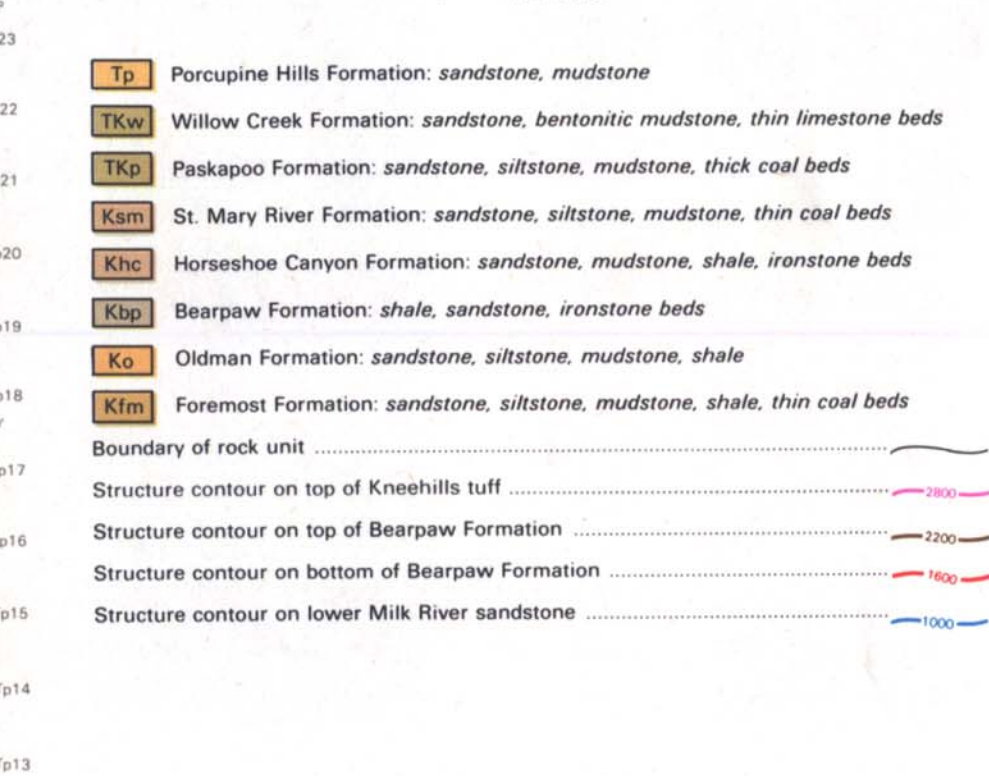 23
22
21
20
19
18
p17
p16
p15
Tp14
Tp13
Tp Porcupine Hills Formation: sandstone, mudstone
TKw Willow Creek Formation: sandstone, bentonitic mudstone, thin limestone beds
TKp Paskapoo Formation: sandstone, siltstone, mudstone, thick coal beds
Ksm St. Mary River Formation: sandstone, siltstone, mudstone, thin coal beds
Khc Horseshoe Canyon Formation: sandstone, mudstone, shale, ironstone beds
Kbp Bearpaw Formation: shale, sandstone, ironstone beds
Ko Oldman Formation: sandstone, siltstone, mudstone, shale
Kfm Foremost Formation: sandstone, siltstone, mudstone, shale, thin coal beds
Boundary of rock unit
Structure contour on top of Kneehills tuff 2800
Structure contour on top of Bearpaw Formation 2200
Structure contour on bottom of Bearpaw Formation 1600
Structure contour on lower Milk River sandstone 1000